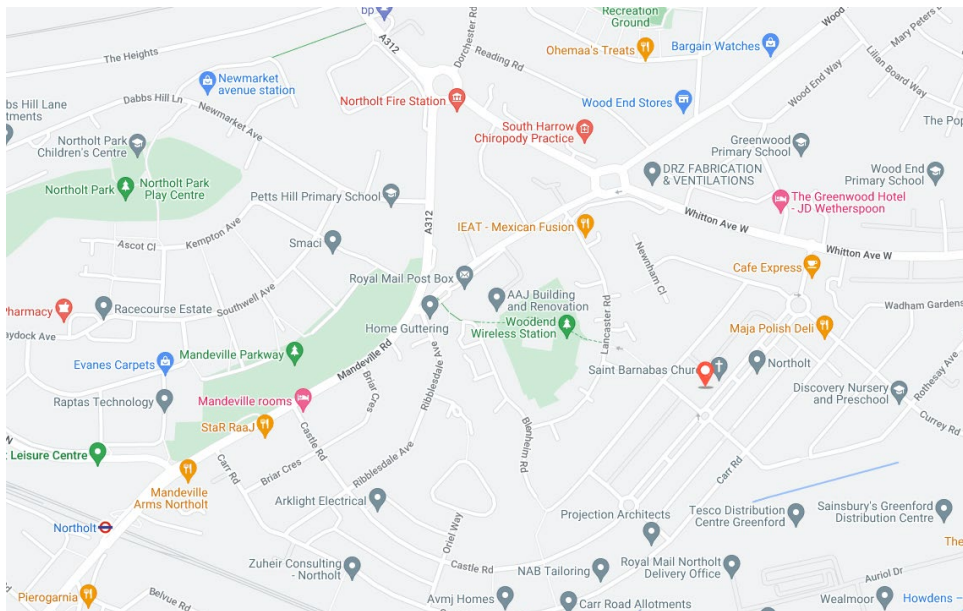 bp
A312
Dorchester Rd
Recreation
Ground
Ohemaa's Treats
Bargain Watches
Wood
Mary Peters
Lilian Board Way
The Heights
Reading Rd
Newmarket
avenue station
Dabbs Hill Ln
bbs Hill Lane
tments
Newmarket Ave
Northolt Fire Station
Wood End Stores
Wood End Way
The Pop
South Harrow
Chiropody Practice
Greenwood
Primary School
Northolt Park
Children's Centre
DRZ FABRICATION
& VENTILATIONS
Wood End
Primary School
Northolt Park
Northolt Park
Play Centre
Petts Hill Primary School
The Greenwood Hotel
- JD Wetherspoon
A312
IEAT - Mexican Fusion
Whitton Ave W
Whitton Ave W
Ascot Cl
Kempton Ave
Smaci
Newnham Cl
Cafe Express
Royal Mail Post Box
Southwell Ave
AAJ Building
and Renovation
Lancaster Rd
Wadham Gardens
Pharmacy
Racecourse Estate
Home Guttering
Woodend
Wireless Station
Maja Polish Deli
aydock Ave
Mandeville Parkway
Mandeville Rd
Evanes Carpets
Saint Barnabas Church
Northolt
Rothesay Ave
Briar Cres
Ribblesdale Ave
Raptas Technology
Mandeville rooms
Discovery Nursery
and Preschool
StaR RaaJ
Castle Rd
Blenheim Rd
Currey Rd
Leisure Centre
Carr Rd
Briar Cres
Ribblesdale Ave
Carr Rd
Mandeville
Arms Northolt
Arklight Electrical
Northolt
Projection Architects
Tesco Distribution
Centre Greenford
Sainsbury's Greenford
Distribution Centre
Oriel Way
The
Zuheir Consulting
- Northolt
Castle Rd
NAB Tailoring
Royal Mail Northolt
Delivery Office
Auriol Dr
Pierogarnia
Belvue Rd
Avmj Homes
Carr Road Allotments
Wealmoor
Howdens –